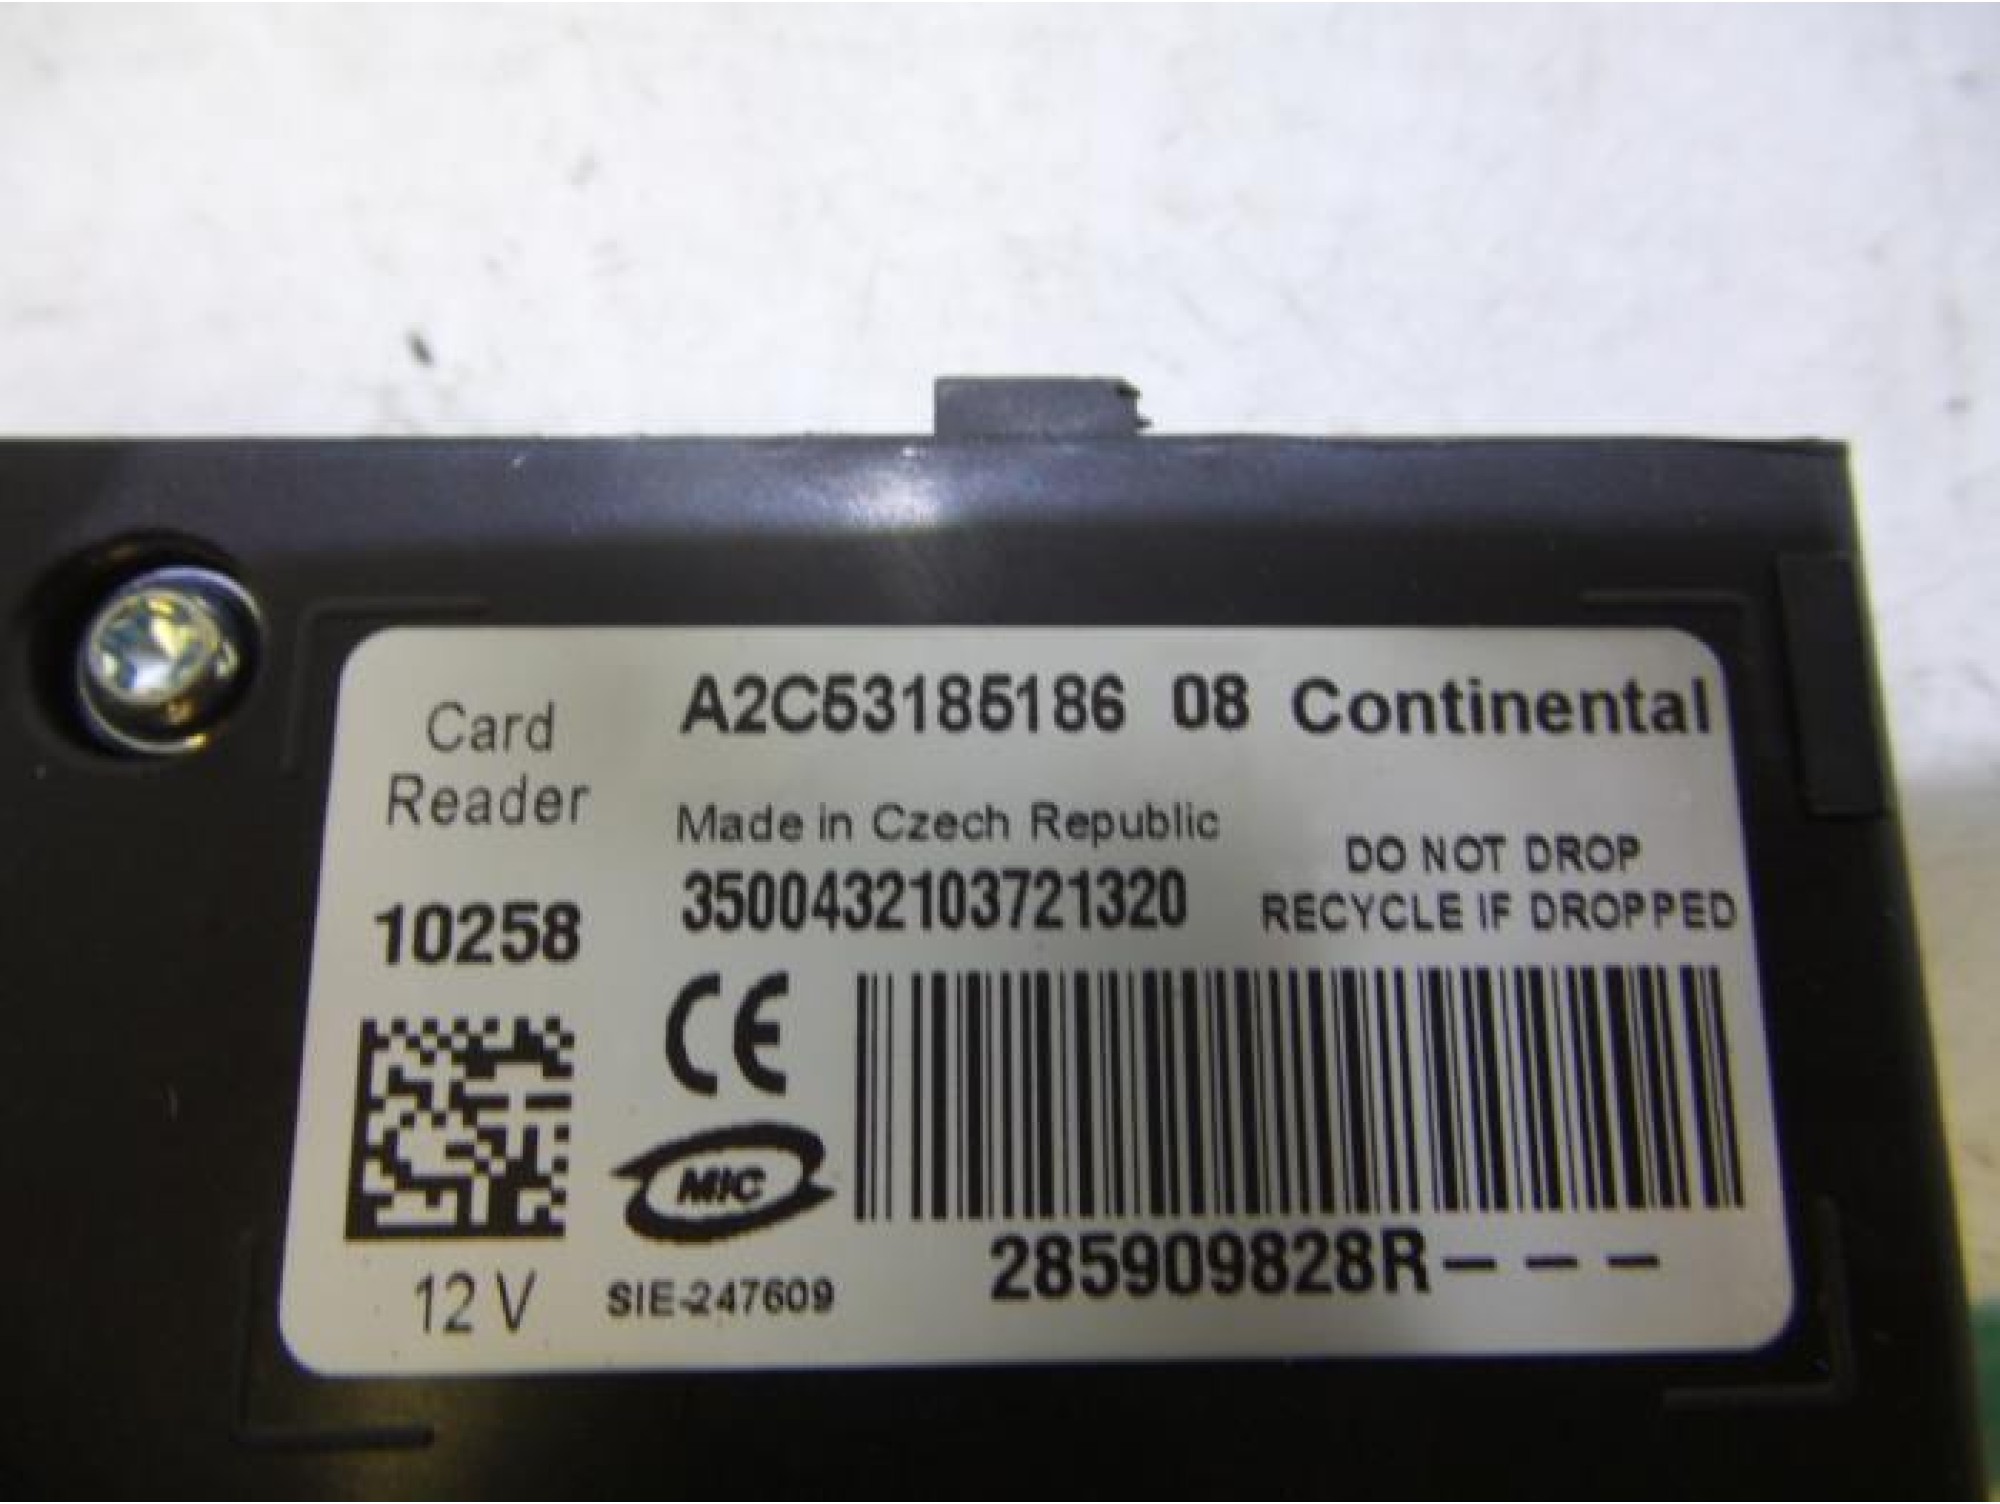 Card
Reader
A2C53185186 08 Continental
Made in Czech Republic
3500432103721320
DO NOT DROP
RECYCLE IF DROPPED
10258
CE
MIC
12 V
SIE-247609
285909828R– – –